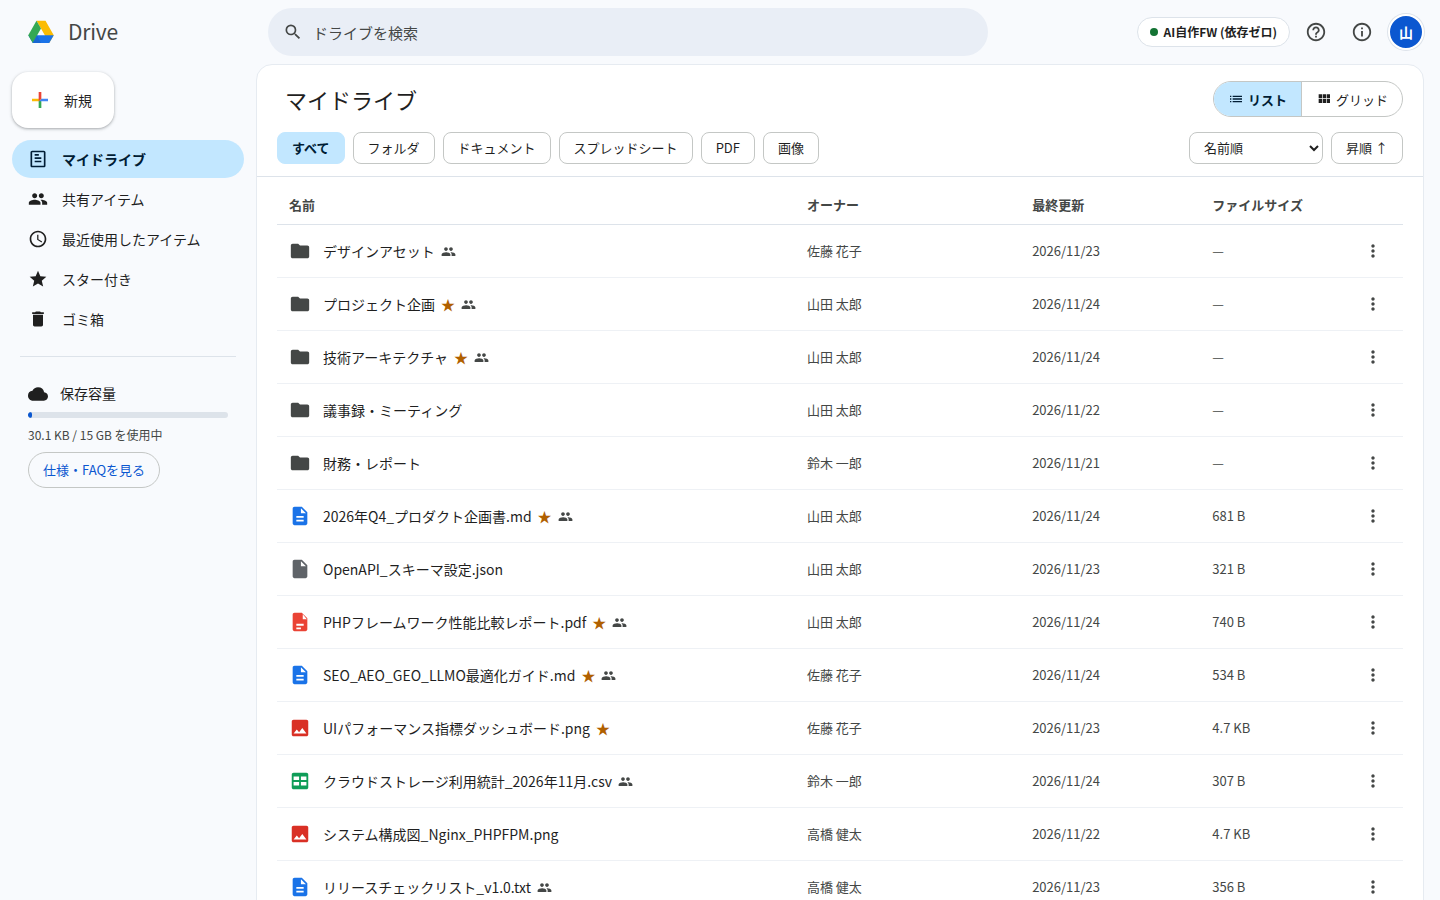 Drive
ドライブを検索
AI自作FW (依存ゼロ)
山
新規
マイドライブ
共有アイテム
最近使用したアイテム
スター付き
ゴミ箱
保存容量
30.1 KB / 15 GB を使用中
仕様・FAQを見る
マイドライブ
リスト
グリッド
すべて
フォルダ
ドキュメント
スプレッドシート
PDF
画像
名前順
昇順 ↑
名前 オーナー 最終更新 ファイルサイズ
デザインアセット 佐藤 花子 2026/11/23 —
プロジェクト企画 ★ 山田 太郎 2026/11/24 —
技術アーキテクチャ ★ 山田 太郎 2026/11/24 —
議事録・ミーティング 山田 太郎 2026/11/22 —
財務・レポート 鈴木 一郎 2026/11/21 —
2026年Q4_プロダクト企画書.md ★ 山田 太郎 2026/11/24 681 B
OpenAPI_スキーマ設定.json 山田 太郎 2026/11/23 321 B
PHPフレームワーク性能比較レポート.pdf ★ 山田 太郎 2026/11/24 740 B
SEO_AEO_GEO_LLMO最適化ガイド.md ★ 佐藤 花子 2026/11/24 534 B
UIパフォーマンス指標ダッシュボード.png ★ 佐藤 花子 2026/11/23 4.7 KB
クラウドストレージ利用統計_2026年11月.csv 鈴木 一郎 2026/11/24 307 B
システム構成図_Nginx_PHPFPM.png 高橋 健太 2026/11/22 4.7 KB
リリースチェックリスト_v1.0.txt 高橋 健太 2026/11/23 356 B